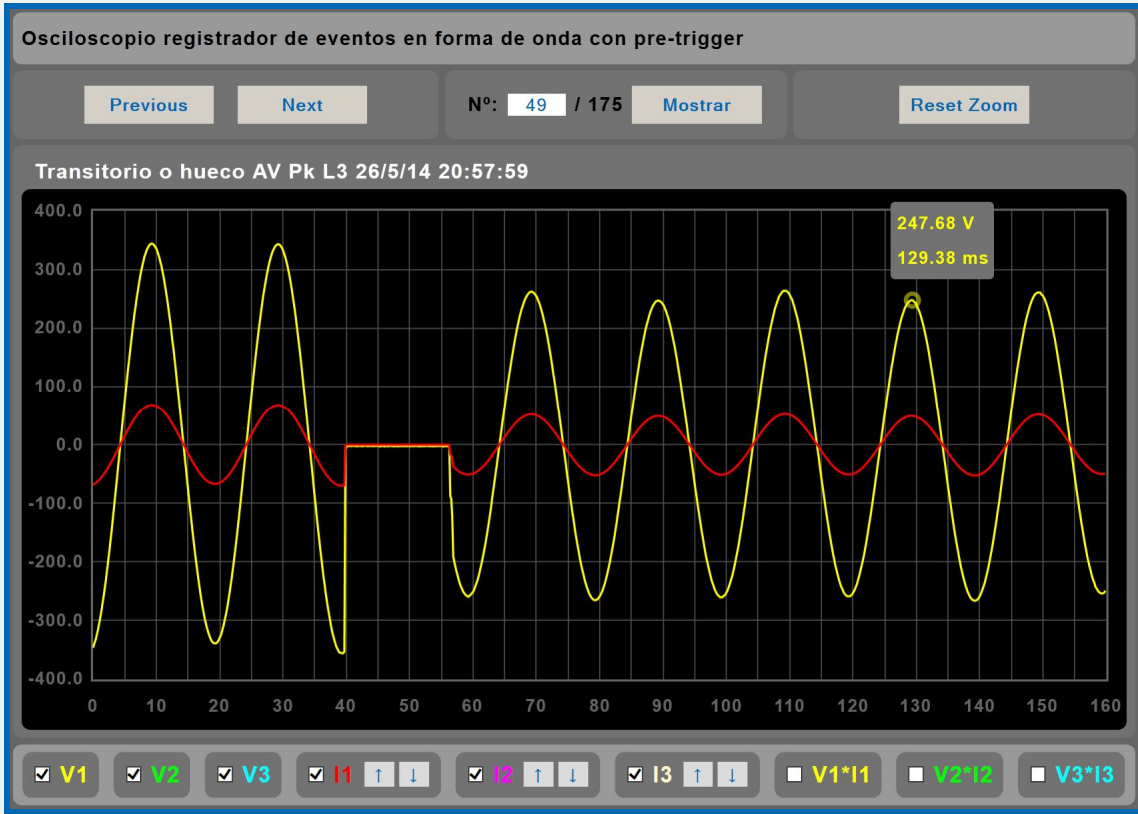 Osciloscopio registrador de eventos en forma de onda con pre-trigger
Previous Next Nº: 49 / 175 Mostrar Reset Zoom
Transitorio o hueco AV Pk L3 26/5/14 20:57:59
400.0
247.68 V
129.38 ms
300.0
200.0
100.0
0.0
-100.0
-200.0
-300.0
-400.0
0 10 20 30 40 50 60 70 80 90 100 110 120 130 140 150 160
V1 V2 V3 I1 ↑ ↓ I2 ↑ ↓ I3 ↑ ↓ V1*I1 V2*I2 V3*I3